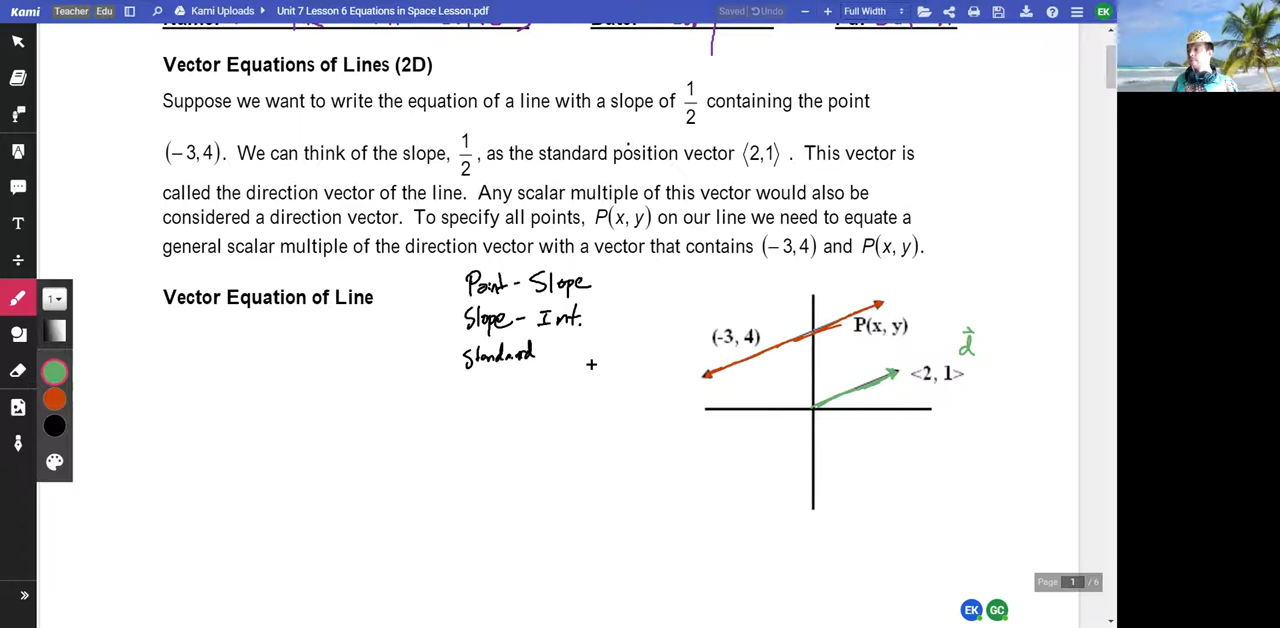 Kami Teacher Edu Kami Uploads Unit 7 Lesson 6 Equations in Space Lesson.pdf Saved Undo Full Width EK
Vector Equations of Lines (2D)
Suppose we want to write the equation of a line with a slope of 1/2 containing the point
(−3, 4). We can think of the slope, 1/2, as the standard position vector ⟨2,1⟩ . This vector is
called the direction vector of the line. Any scalar multiple of this vector would also be
considered a direction vector. To specify all points, P(x, y) on our line we need to equate a
general scalar multiple of the direction vector with a vector that contains (−3, 4) and P(x, y).
Vector Equation of Line
Point - Slope
Slope - Int.
Standard
(-3, 4)
P(x, y)
d⃗
<2, 1>
1
T
Page 1 / 6
EK GC